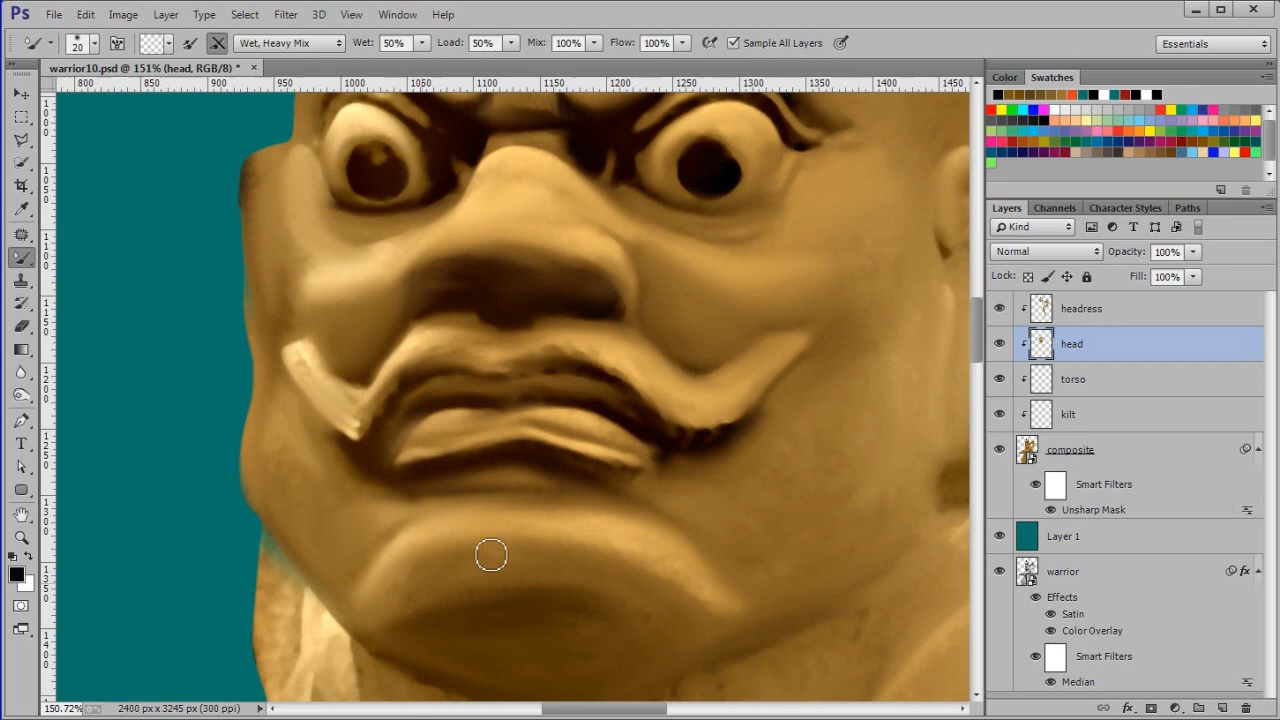 Ps File Edit Image Layer Type Select Filter 3D View Window Help
20 Wet, Heavy Mix Wet: 50% Load: 50% Mix: 100% Flow: 100% Sample All Layers Essentials
warrior10.psd @ 151% (head, RGB/8) * ×
800 850 900 950 1000 1050 1100 1150 1200 1250 1300 1350 1400 1450
Color Swatches
Layers Channels Character Styles Paths
Kind
Normal Opacity: 100%
Lock: Fill: 100%
headress
head
torso
kilt
composite
Smart Filters
Unsharp Mask
Layer 1
warrior fx
Effects
Satin
Color Overlay
Smart Filters
Median
150.72% 2400 px x 3245 px (300 ppi)
fx